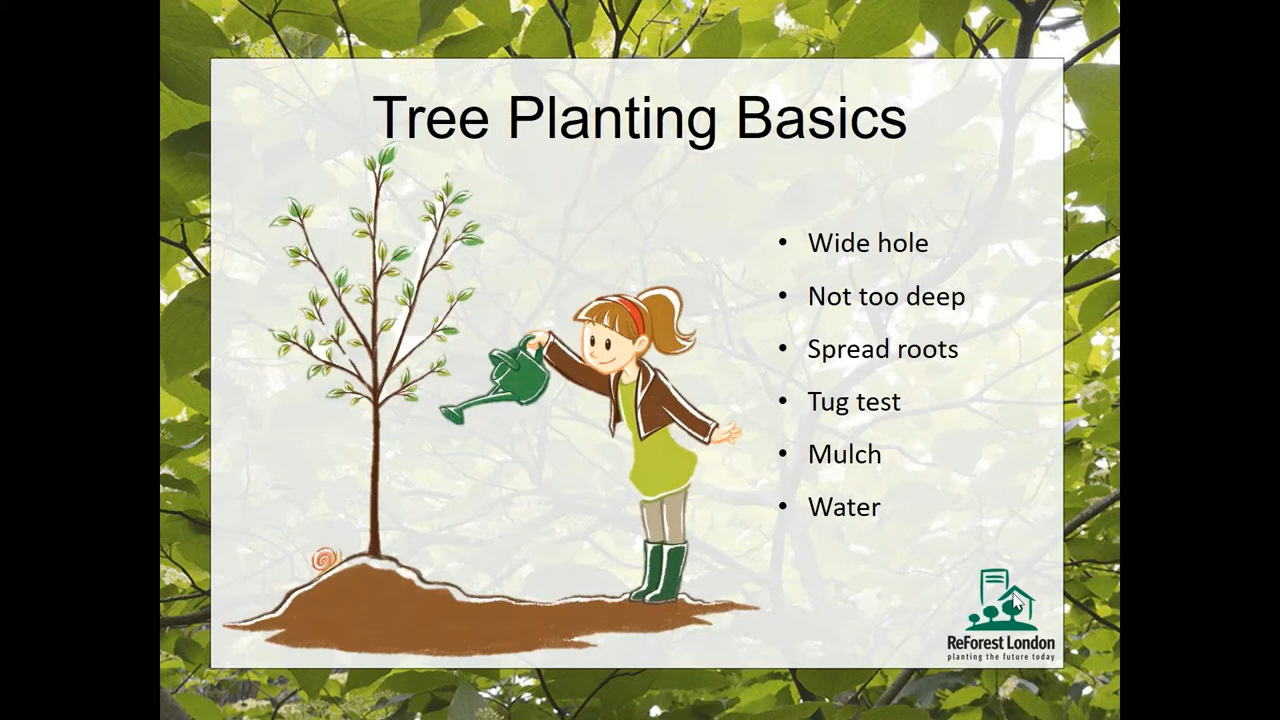 Tree Planting Basics
• Wide hole
• Not too deep
• Spread roots
• Tug test
• Mulch
• Water
ReForest London
planting the future today